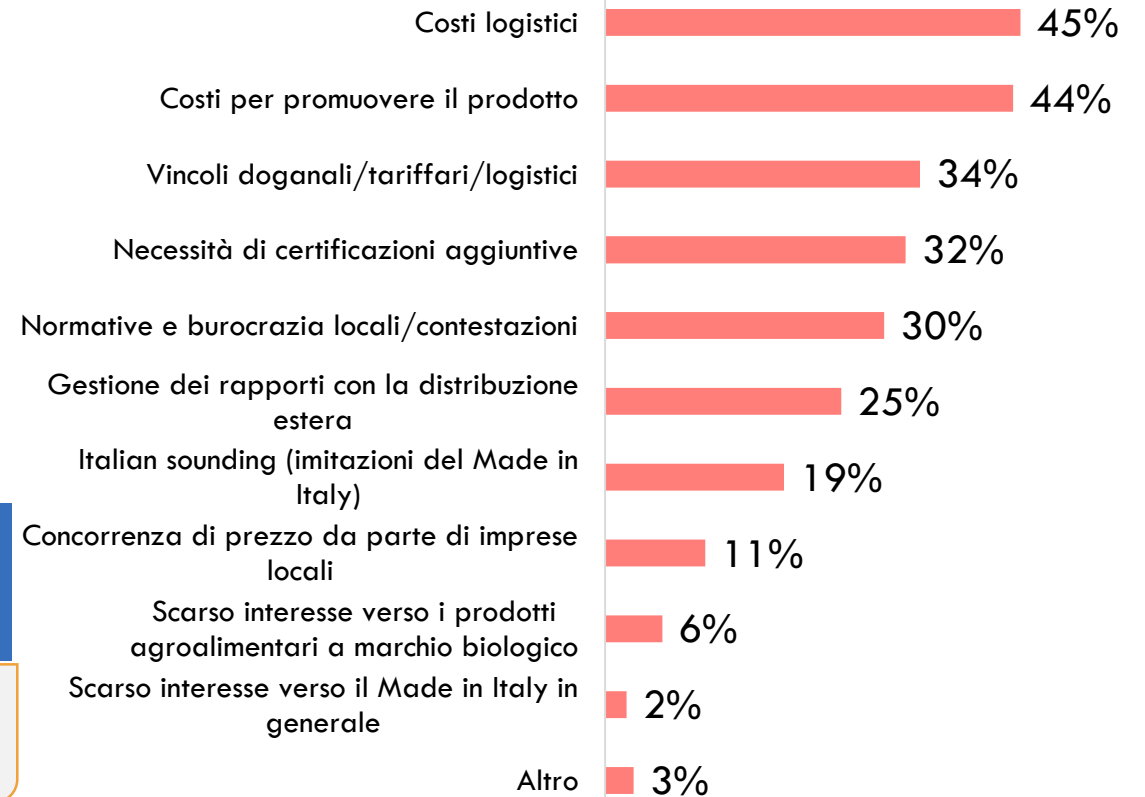 Costi logistici 45%
Costi per promuovere il prodotto 44%
Vincoli doganali/tariffari/logistici 34%
Necessità di certificazioni aggiuntive 32%
Normative e burocrazia locali/contestazioni 30%
Gestione dei rapporti con la distribuzione
estera 25%
Italian sounding (imitazioni del Made in
Italy) 19%
Concorrenza di prezzo da parte di imprese
locali 11%
Scarso interesse verso i prodotti
agroalimentari a marchio biologico 6%
Scarso interesse verso il Made in Italy in
generale 2%
Altro 3%